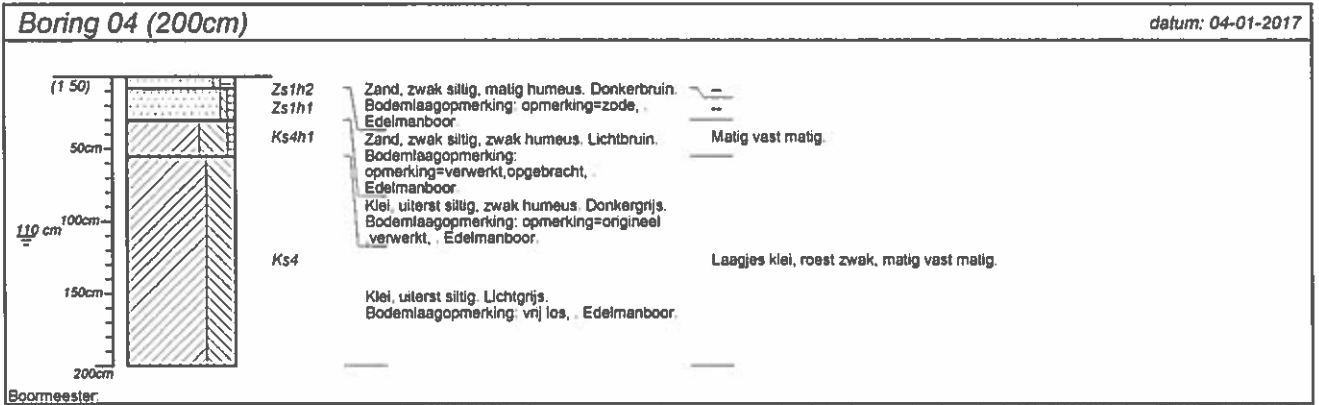 Boring 04 (200cm)
datum: 04-01-2017
(1 50)
Zs1h2
Zand, zwak siltig, matig humeus. Donkerbruin.
--
Zs1h1
Bodemlaagopmerking: opmerking=zode, .
--
Edelmanboor
Ks4h1
Zand, zwak siltig, zwak humeus. Lichtbruin.
Matig vast matig.
50cm
Bodemlaagopmerking:
opmerking=verwerkt,opgebracht, .
Edelmanboor
Klei, uiterst siltig, zwak humeus. Donkergrijs.
100cm
Bodemlaagopmerking: opmerking=origineel
110 cm
verwerkt, . Edelmanboor.
Ks4
Laagjes klei, roest zwak, matig vast matig.
150cm
Klei, uiterst siltig. Lichtgrijs.
Bodemlaagopmerking: vrij los, . Edelmanboor.
200cm
Boormeester: